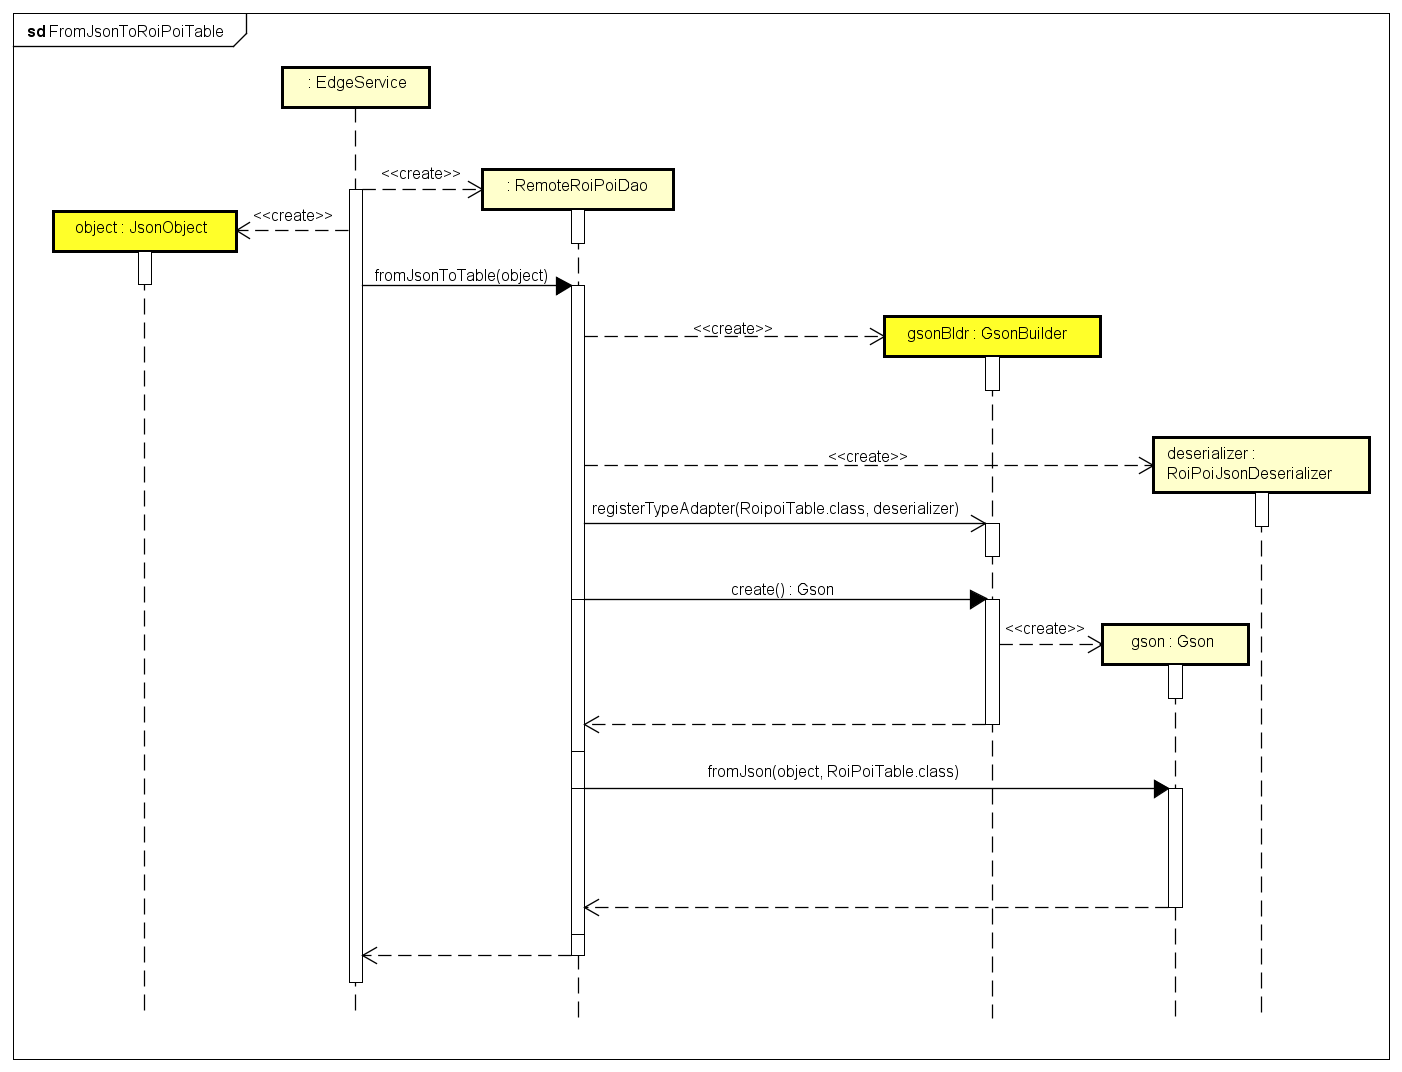 sd FromJsonToRoiPoiTable
: EdgeService
<<create>>
: RemoteRoiPoiDao
<<create>>
object : JsonObject
fromJsonToTable(object)
<<create>>
gsonBldr : GsonBuilder
<<create>>
deserializer :
RoiPoiJsonDeserializer
registerTypeAdapter(RoipoiTable.class, deserializer)
create() : Gson
<<create>>
gson : Gson
fromJson(object, RoiPoiTable.class)